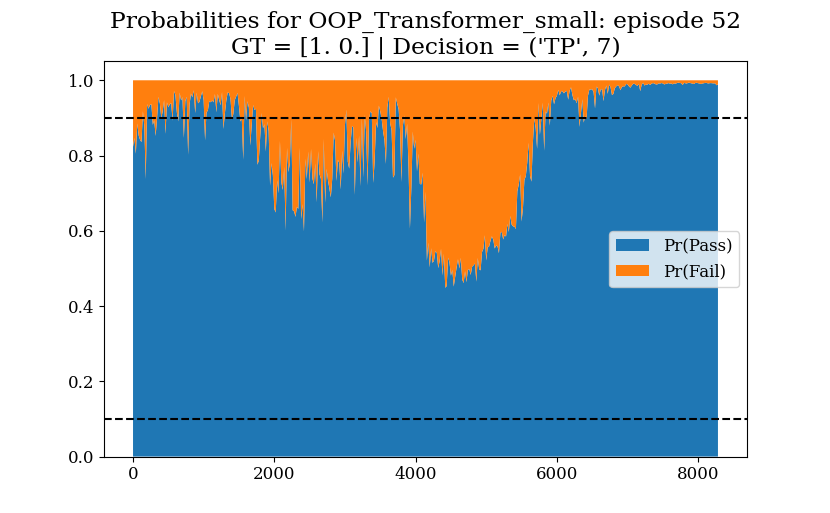 Probabilities for OOP_Transformer_small: episode 52
GT = [1. 0.] | Decision = ('TP', 7)
1.0
0.8
0.6
0.4
0.2
0.0
Pr(Pass)
Pr(Fail)
0 2000 4000 6000 8000